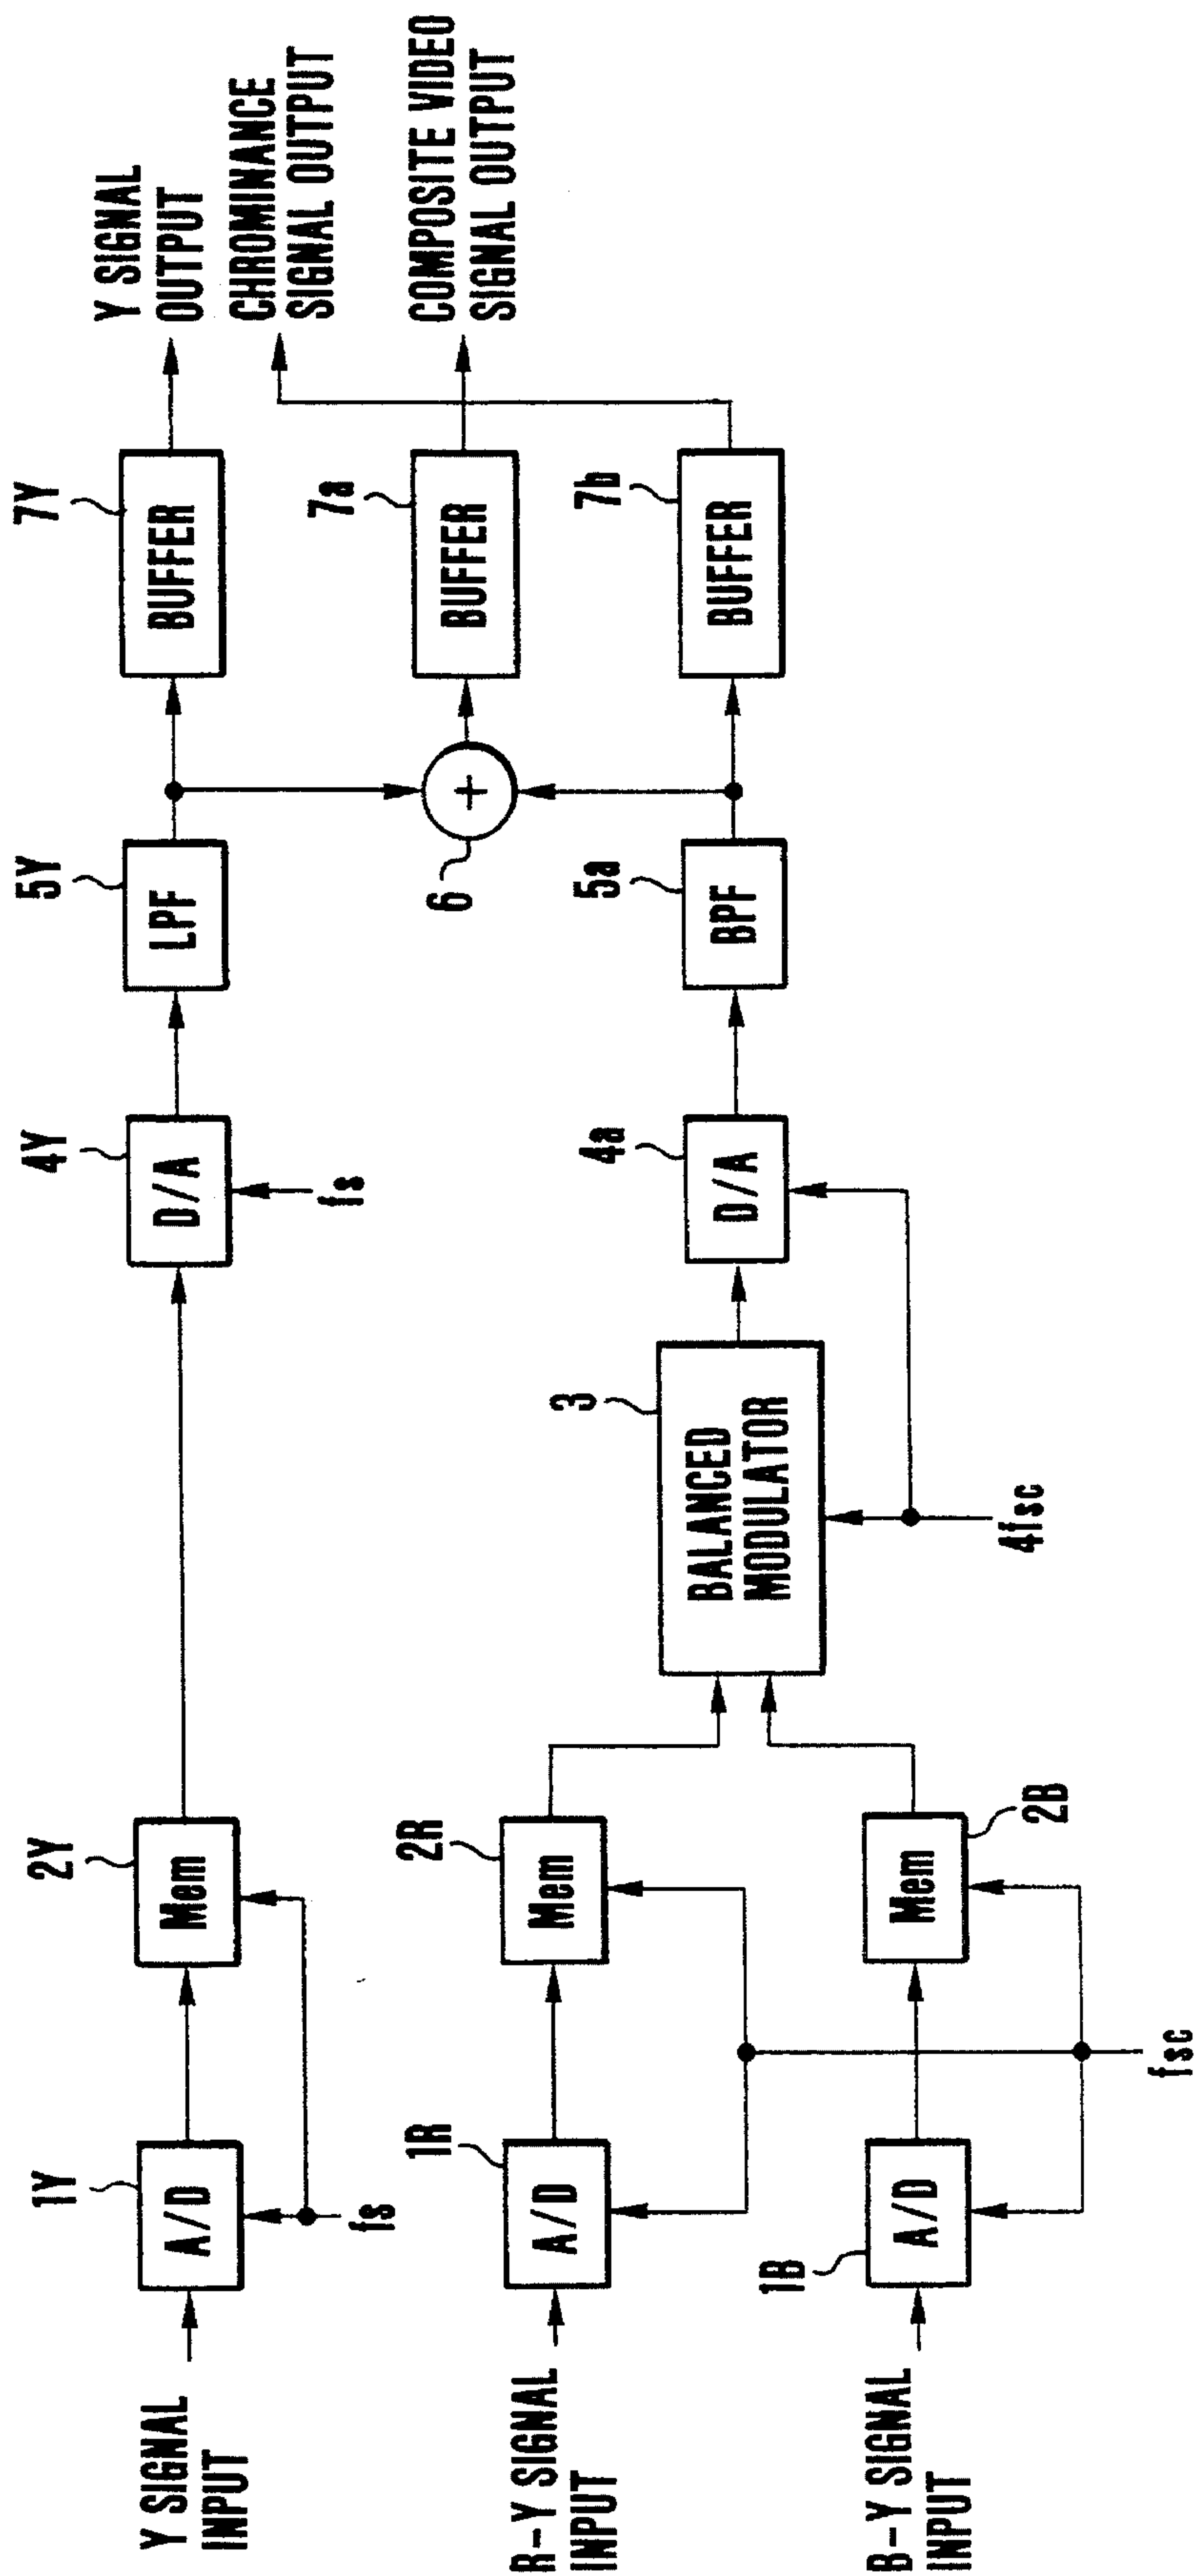 Y SIGNAL
INPUT
1Y
A/D
fs
2Y
Mem
4Y
D/A
fs
5Y
LPF
7Y
BUFFER
Y SIGNAL
OUTPUT
CHROMINANCE
SIGNAL OUTPUT
6
+
7a
BUFFER
COMPOSITE VIDEO
SIGNAL OUTPUT
R-Y SIGNAL
INPUT
1R
A/D
2R
Mem
3
BALANCED
MODULATOR
4fsc
4a
D/A
5a
BPF
7b
BUFFER
B-Y SIGNAL
INPUT
1B
A/D
2B
Mem
fsc